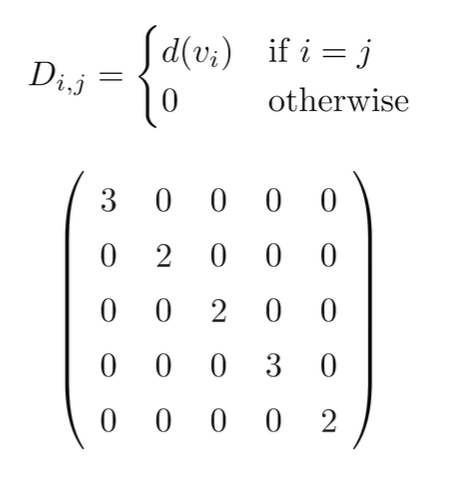 D_{i,j} = { d(v_i) if i = j
0 otherwise
3 0 0 0 0
0 2 0 0 0
0 0 2 0 0
0 0 0 3 0
0 0 0 0 2